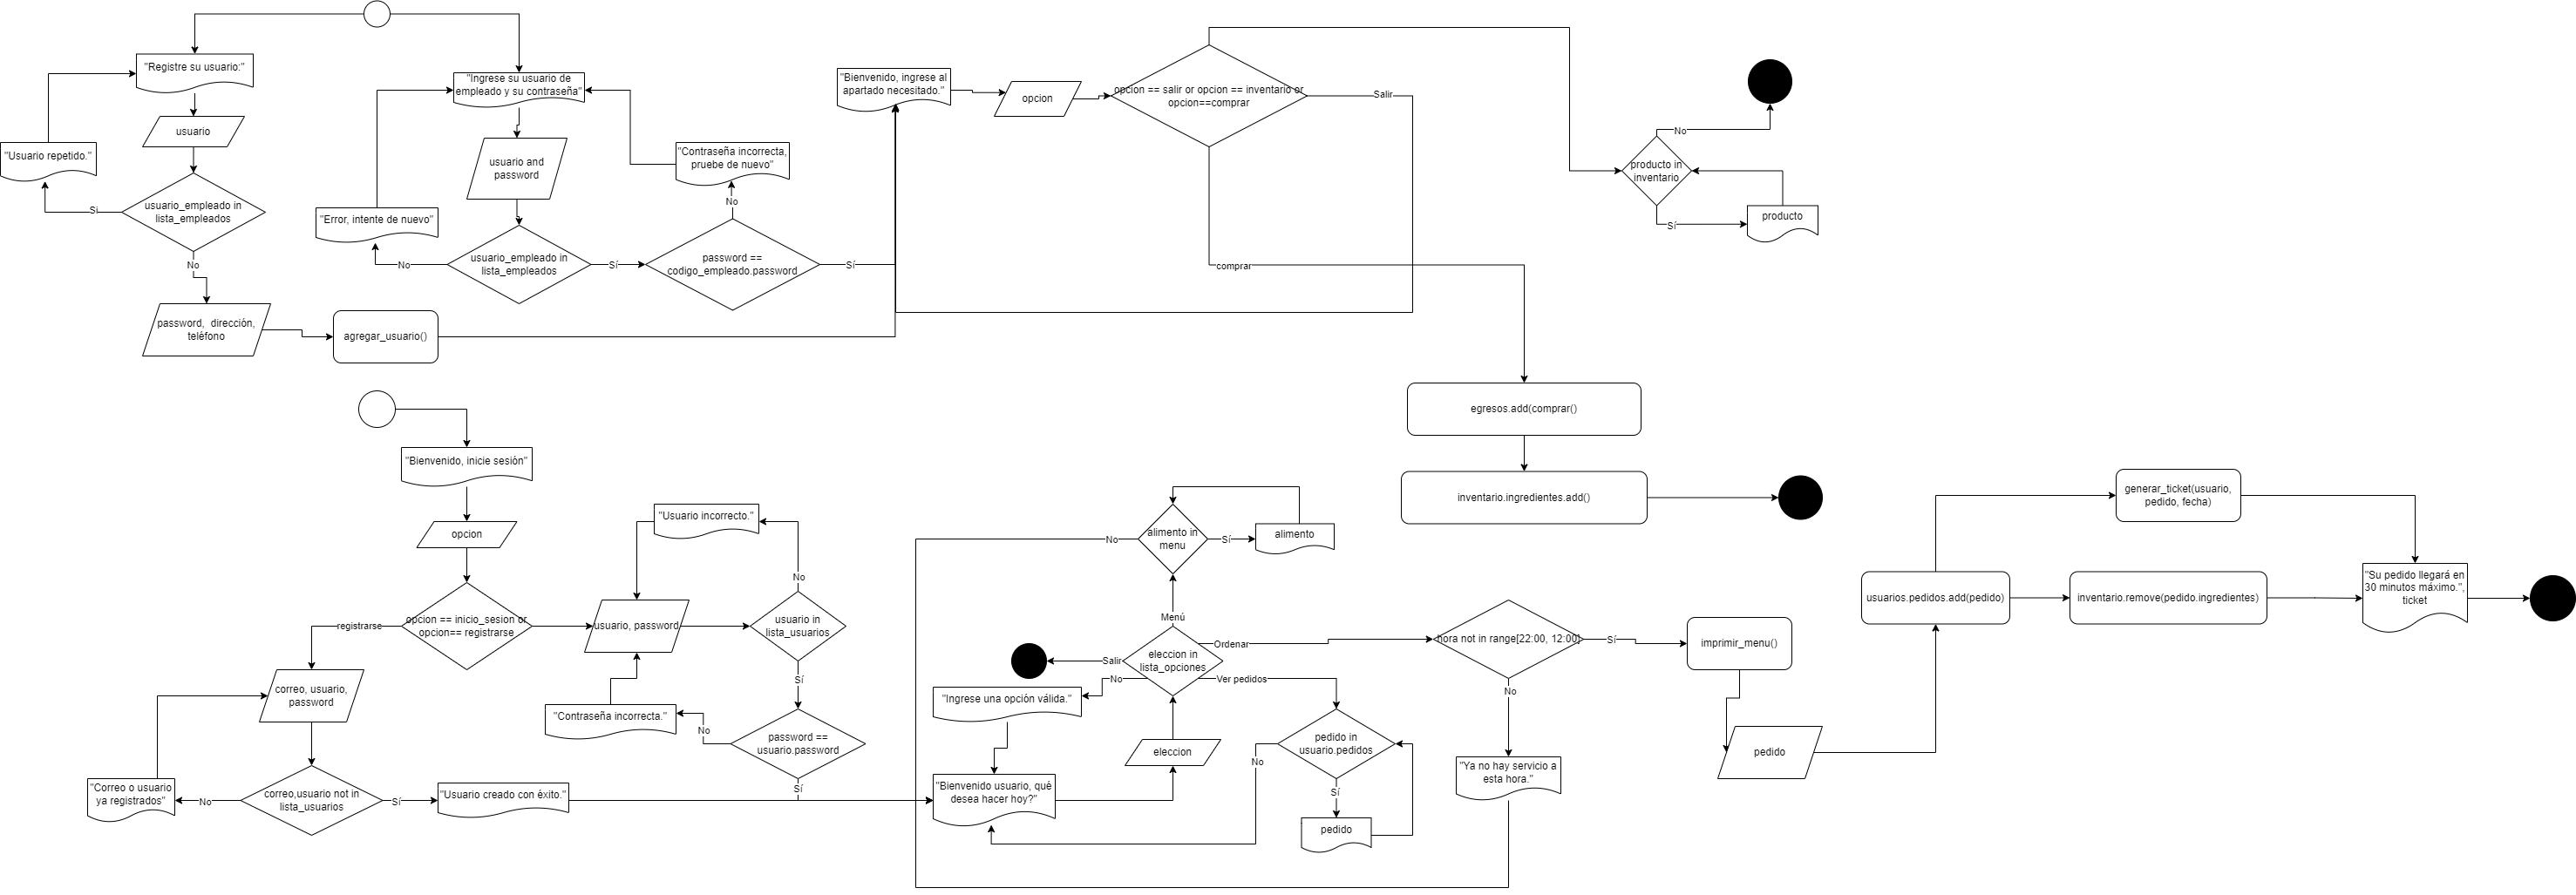 "Registre su usuario:"
usuario
"Usuario repetido."
usuario_empleado in
lista_empleados
Si
No
password,  dirección,
teléfono
agregar_usuario()
"Ingrese su usuario de
empleado y su contraseña"
usuario and
password
"Error, intente de nuevo"
No
usuario_empleado in
lista_empleados
Sí
"Contraseña incorrecta,
pruebe de nuevo"
No
password ==
codigo_empleado.password
Sí
"Bienvenido, ingrese al
apartado necesitado."
opcion
opcion == salir or opcion == inventario or
opcion==comprar
Salir
comprar
No
producto in
inventario
Sí
producto
egresos.add(comprar()
inventario.ingredientes.add()
"Bienvenido, inicie sesión"
opcion
opcion == inicio_sesion or
opcion== registrarse
registrarse
correo, usuario,
password
"Correo o usuario
ya registrados"
No
correo,usuario not in
lista_usuarios
Sí
"Usuario creado con éxito."
"Usuario incorrecto."
usuario, password
No
usuario in
lista_usuarios
Sí
"Contraseña incorrecta."
No
password ==
usuario.password
Sí
No
alimento in
menu
Sí
alimento
Menú
eleccion in
lista_opciones
Salir
No
Ordenar
Ver pedidos
"Ingrese una opción válida."
eleccion
"Bienvenido usuario, qué
desea hacer hoy?"
pedido in
usuario.pedidos
No
Sí
pedido
hora not in range[22:00, 12:00]
Sí
No
"Ya no hay servicio a
esta hora."
imprimir_menu()
pedido
usuarios.pedidos.add(pedido)
generar_ticket(usuario,
pedido, fecha)
inventario.remove(pedido.ingredientes)
"Su pedido llegará en
30 minutos máximo.",
ticket